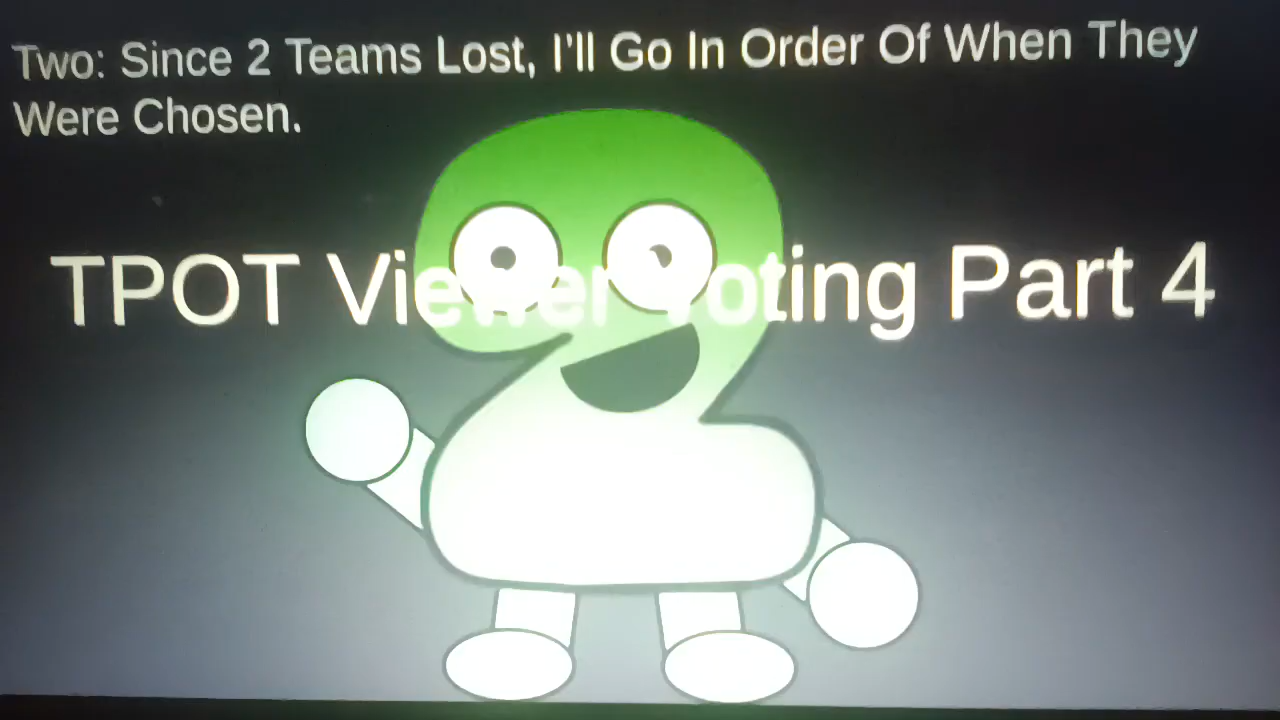 Two: Since 2 Teams Lost, I'll Go In Order Of When They
Were Chosen.
TPOT Viewer Voting Part 4